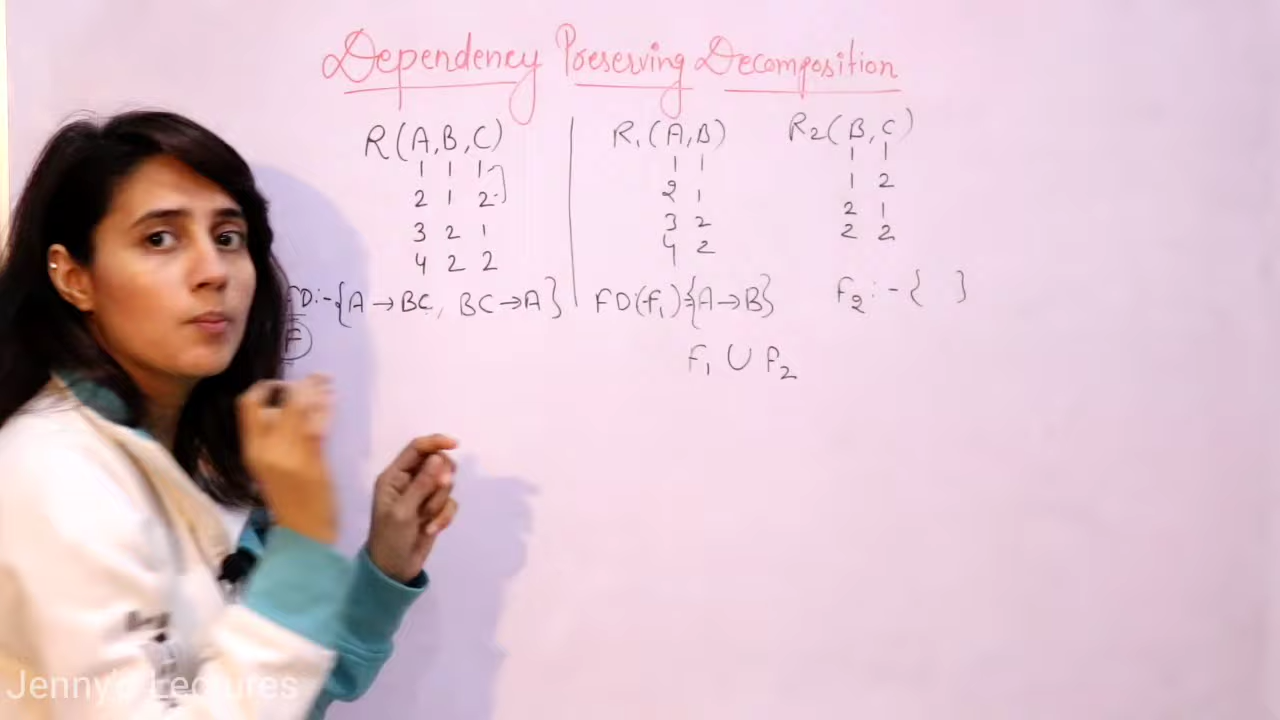 Dependency Preserving Decomposition
R(A,B,C)
1 1 1
2 1 2
3 2 1
4 2 2
FD:-{A→BC, BC→A}
F
R1(A,B)
1 1
2 1
3 2
4 2
FD(F1){A→B}
R2(B,C)
1 1
1 2
2 1
2 2
F2:-{ }
F1 ∪ F2
Jenny's Lectures